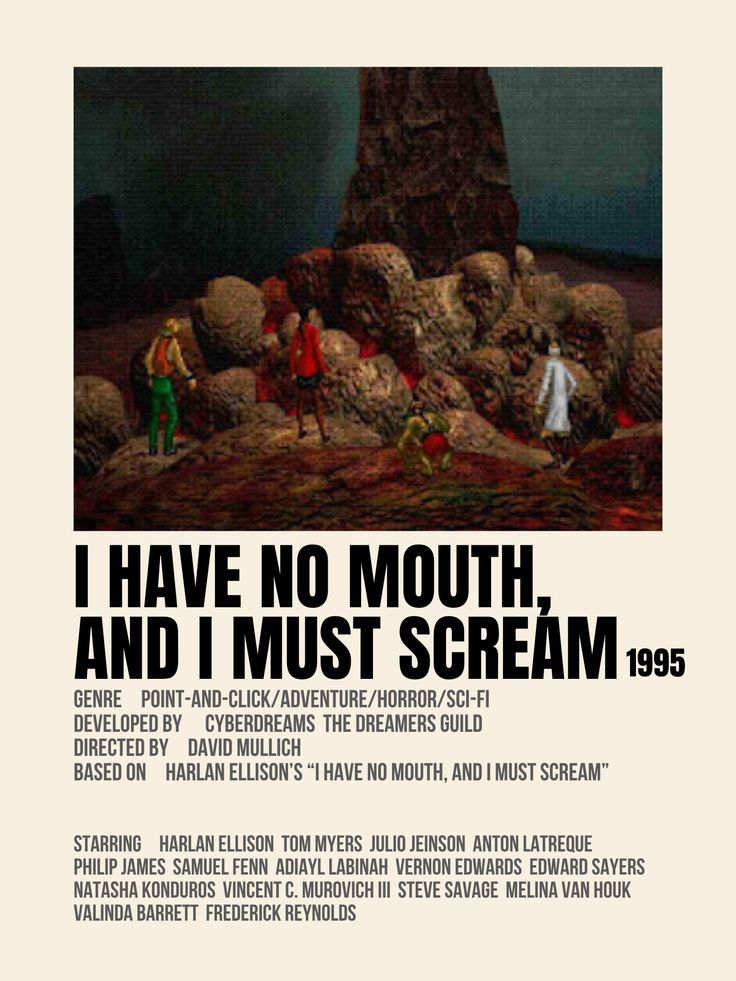 I HAVE NO MOUTH,
AND I MUST SCREAM 1995
GENRE POINT-AND-CLICK/ADVENTURE/HORROR/SCI-FI
DEVELOPED BY CYBERDREAMS THE DREAMERS GUILD
DIRECTED BY DAVID MULLICH
BASED ON HARLAN ELLISON’S “I HAVE NO MOUTH, AND I MUST SCREAM”
STARRING HARLAN ELLISON TOM MYERS JULIO JEINSON ANTON LATREQUE
PHILIP JAMES SAMUEL FENN ADIAYL LABINAH VERNON EDWARDS EDWARD SAYERS
NATASHA KONDUROS VINCENT C. MUROVICH III STEVE SAVAGE MELINA VAN HOUK
VALINDA BARRETT FREDERICK REYNOLDS